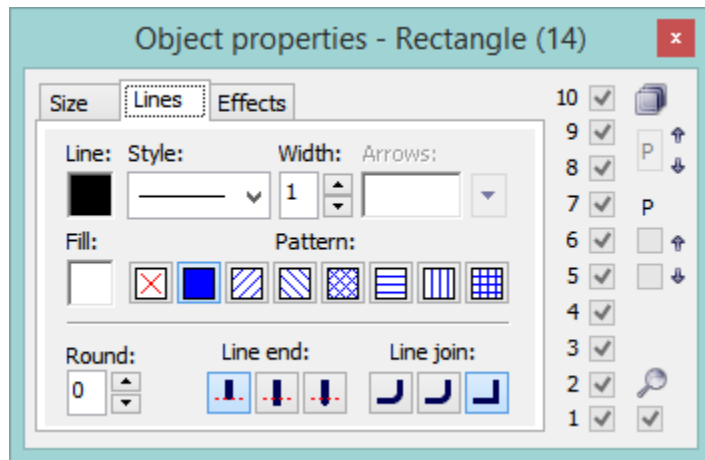 Object properties - Rectangle (14)
x
Size Lines Effects
Line: Style: Width: Arrows:
1
Fill: Pattern:
Round: Line end: Line join:
0
10
9
8
7
6
5
4
3
2
1
P
P